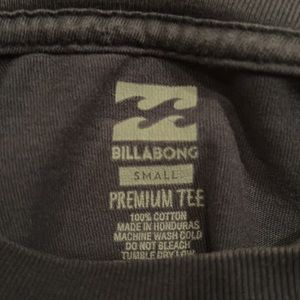 BILLABONG
SMALL
PREMIUM TEE
100% COTTON
MADE IN HONDURAS
MACHINE WASH COLD
DO NOT BLEACH
TUMBLE DRY LOW